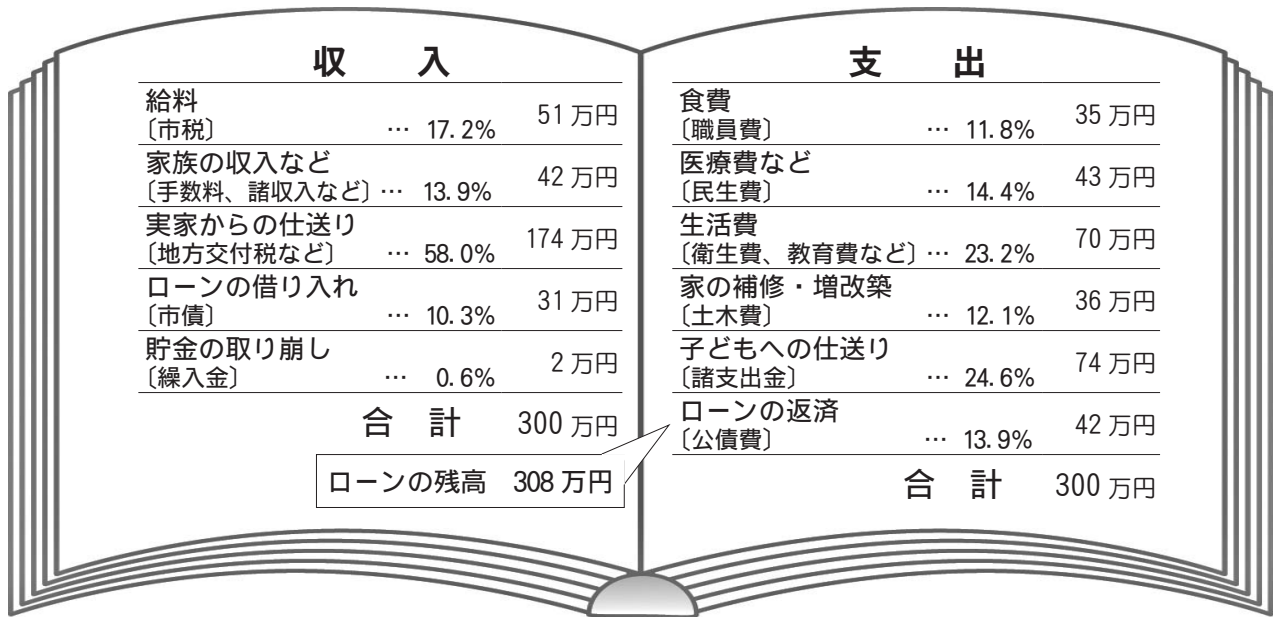 収 入
給料
〔市税〕 … 17.2% 51万円
家族の収入など
〔手数料、諸収入など〕… 13.9% 42万円
実家からの仕送り
〔地方交付税など〕 … 58.0% 174万円
ローンの借り入れ
〔市債〕 … 10.3% 31万円
貯金の取り崩し
〔繰入金〕 … 0.6% 2万円
合 計 300万円
ローンの残高 308万円
支 出
食費
〔職員費〕 … 11.8% 35万円
医療費など
〔民生費〕 … 14.4% 43万円
生活費
〔衛生費、教育費など〕… 23.2% 70万円
家の補修・増改築
〔土木費〕 … 12.1% 36万円
子どもへの仕送り
〔諸支出金〕 … 24.6% 74万円
ローンの返済
〔公債費〕 … 13.9% 42万円
合 計 300万円